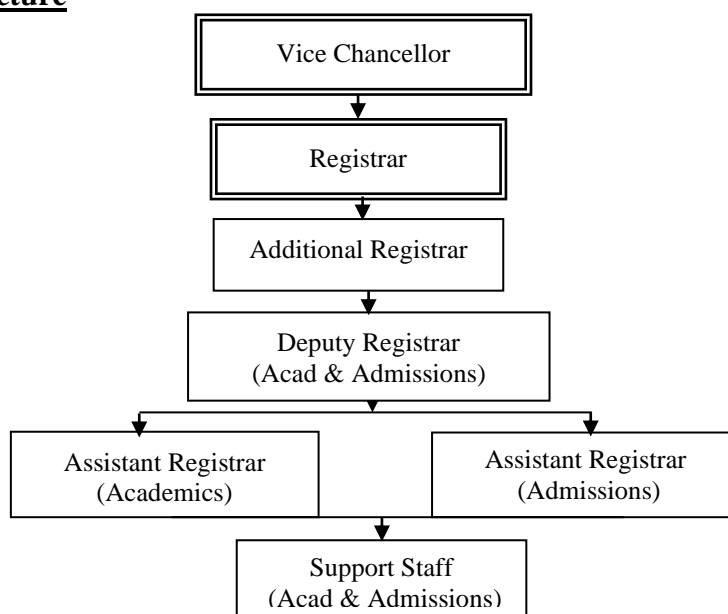 Vice Chancellor
Registrar
Additional Registrar
Deputy Registrar
(Acad & Admissions)
Assistant Registrar
(Academics)
Assistant Registrar
(Admissions)
Support Staff
(Acad & Admissions)